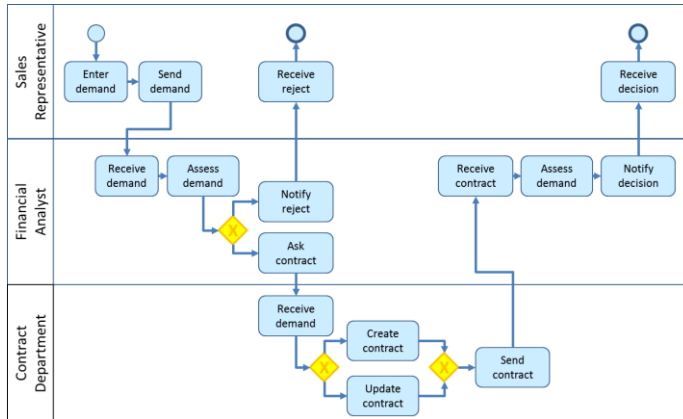 Sales
Representative
Enter
demand
Send
demand
Receive
reject
Receive
decision
Financial
Analyst
Receive
demand
Assess
demand
X
Notify
reject
Ask
contract
Receive
contract
Assess
demand
Notify
decision
Contract
Department
Receive
demand
X
Create
contract
Update
contract
X
Send
contract